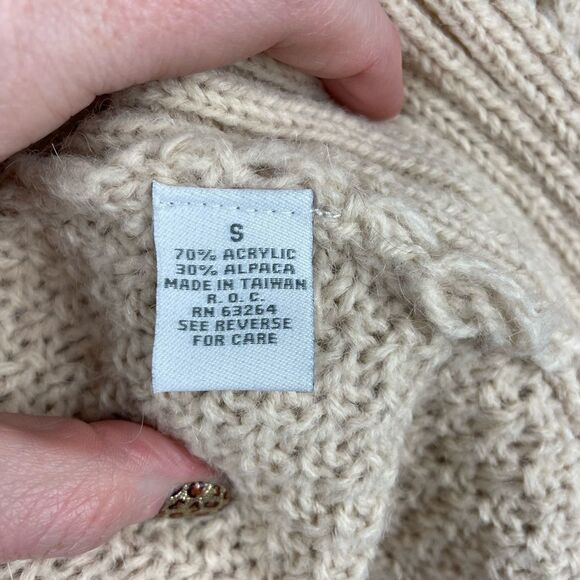 S
70% ACRYLIC
30% ALPACA
MADE IN TAIWAN
R. O. C.
RN 63264
SEE REVERSE
FOR CARE